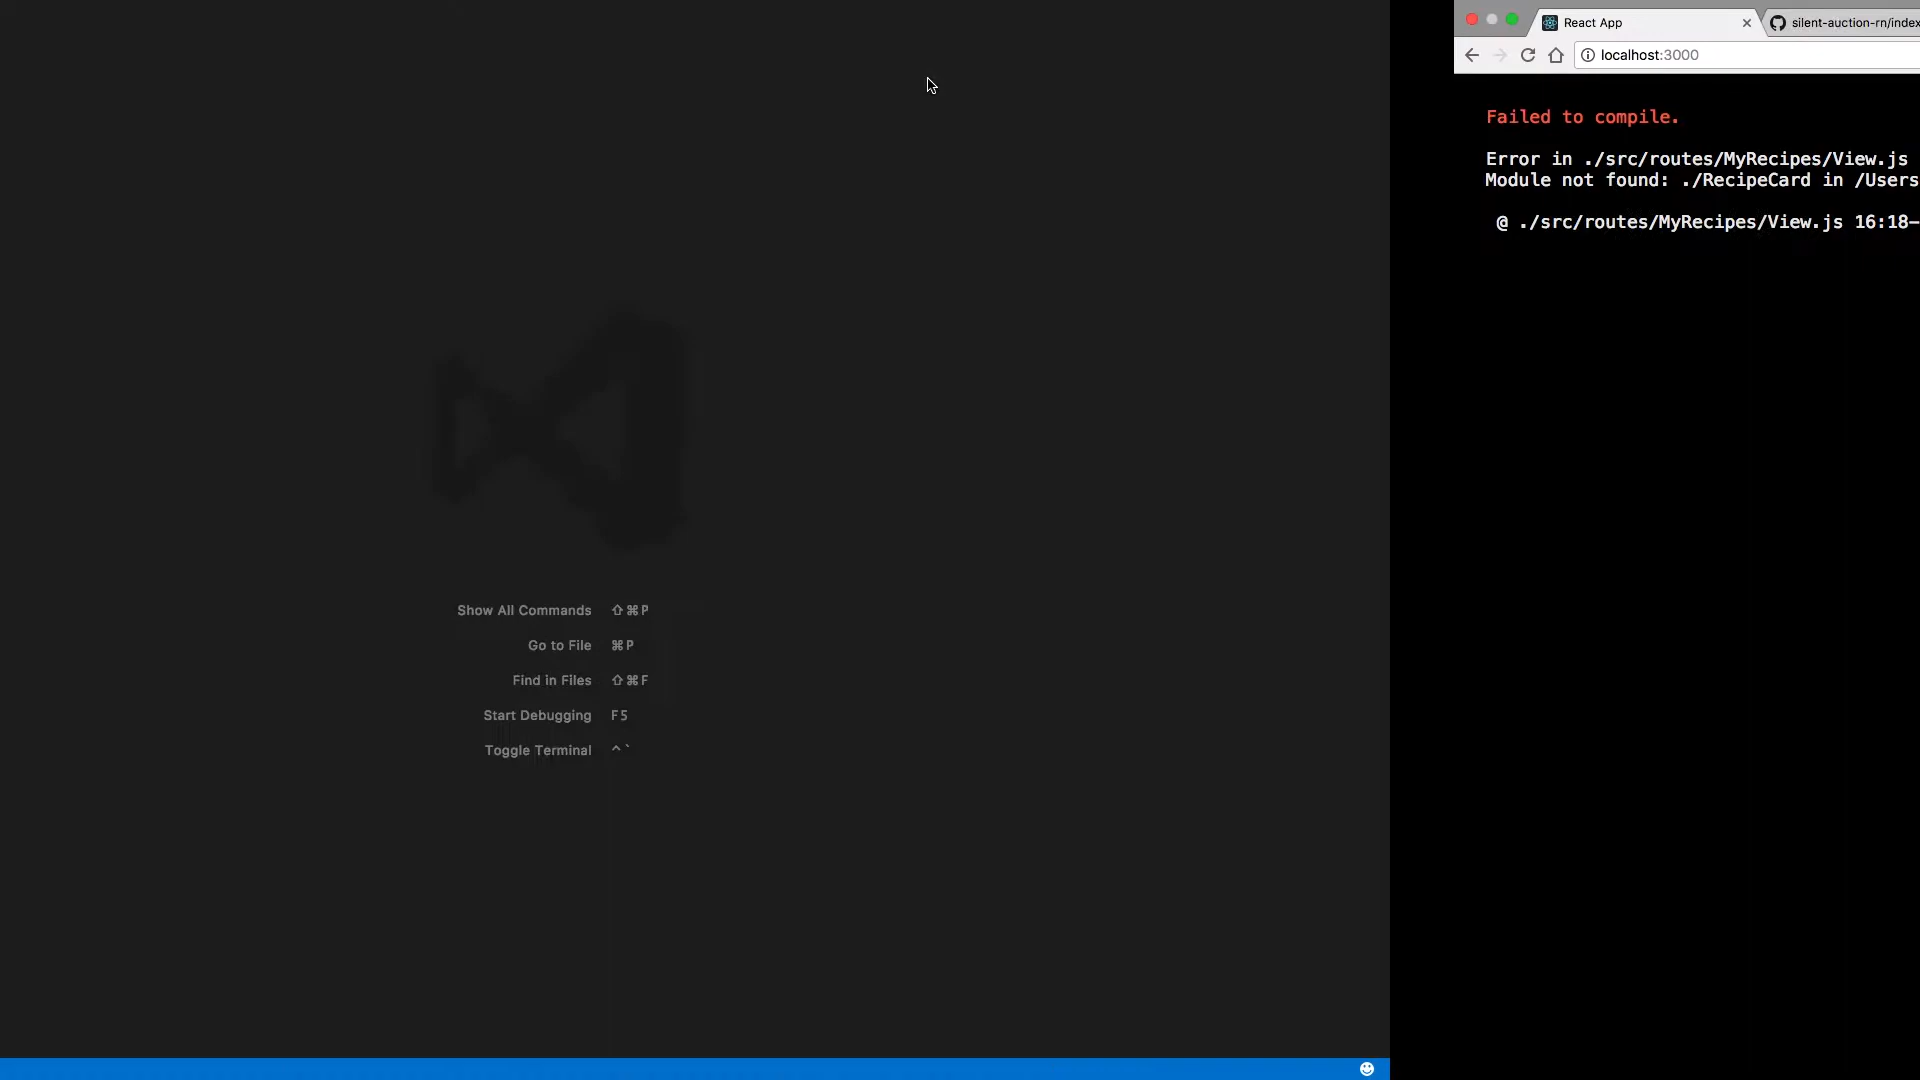 Show All Commands ⇧⌘P
Go to File ⌘P
Find in Files ⇧⌘F
Start Debugging F5
Toggle Terminal ^`
React App
silent-auction-rn/index
localhost:3000
Failed to compile.
Error in ./src/routes/MyRecipes/View.js
Module not found: ./RecipeCard in /Users
@ ./src/routes/MyRecipes/View.js 16:18-